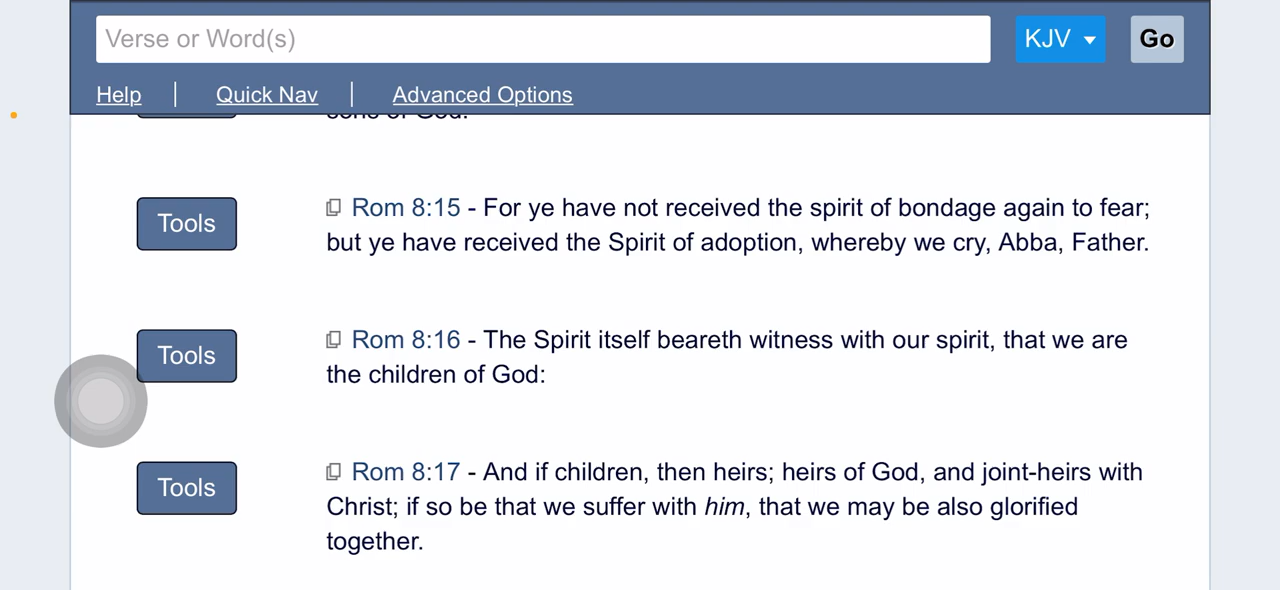 Verse or Word(s)
KJV
Go
Help
Quick Nav
Advanced Options
sons of God.
Tools
Rom 8:15 - For ye have not received the spirit of bondage again to fear;
but ye have received the Spirit of adoption, whereby we cry, Abba, Father.
Tools
Rom 8:16 - The Spirit itself beareth witness with our spirit, that we are
the children of God:
Tools
Rom 8:17 - And if children, then heirs; heirs of God, and joint-heirs with
Christ; if so be that we suffer with him, that we may be also glorified
together.